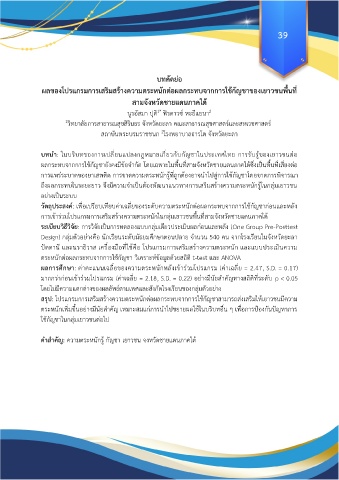 39
บทคัดย่อ
ผลของโปรแกรมการเสริมสร้างความตระหนักต่อผลกระทบจากการใช้กัญชาของเยาวชนพื้นที่
สามจังหวัดชายแดนภาคใต้
วิทยาลัยการสาธารณสุขสิรินธร จังหวัดยะลา คณะสาธารณสุขศาสตร์และสหเวชศาสตร์
สถาบันพระบรมราชชนก โรงพยาบาลธารโต จังหวัดยะลา
บทนำ: ในบริบทของการเปลี่ยนแปลงกฎหมายเกี่ยวกับกัญชาในประเทศไทย การรับรู้ของเยาวชนต่อ
ผลกระทบจากการใช้กัญชายังคงมีข้อจำกัด โดยเฉพาะในพื้นที่สามจังหวัดชายแดนภาคใต้ซึ่งเป็นพื้นที่เสี่ยงต่อ
การแพร่ระบาดของยาเสพติด การขาดความตระหนักรู้ที่ถูกต้องอาจนำไปสู่การใช้กัญชาโดยขาดการพิจารณา
ถึงผลกระทบในระยะยาว จึงมีความจำเป็นต้องพัฒนาแนวทางการเสริมสร้างความตระหนักรู้ในกลุ่มเยาวชน
อย่างเป็นระบบ
วัตถุประสงค์: เพื่อเปรียบเทียบค่าเฉลี่ยของระดับความตระหนักต่อผลกระทบจากการใช้กัญชาก่อนและหลัง
การเข้าร่วมโปรแกรมการเสริมสร้างความตระหนักในกลุ่มเยาวชนพื้นที่สามจังหวัดชายแดนภาคใต้
ระเบียบวิธีวิจัย: การวิจัยเป็นการทดลองแบบกลุ่มเดียวประเมินผลก่อนและหลัง (One Group Pre-Posttest
Design) กลุ่มตัวอย่างคือ นักเรียนระดับมัธยมศึกษาตอนปลาย จำนวน 540 คน จากโรงเรียนในจังหวัดยะลา
ปัตตานี และนราธิวาส เครื่องมือที่ใช้คือ โปรแกรมการเสริมสร้างความตระหนัก และแบบประเมินความ
ตระหนักต่อผลกระทบจากการใช้กัญชา วิเคราะห์ข้อมูลด้วยสถิติ t-test และ ANOVA
ผลการศึกษา: ค่าคะแนนเฉลี่ยของความตระหนักหลังเข้าร่วมโปรแกรม (ค่าเฉลี่ย = 2.47, S.D. = 0.17)
มากกว่าก่อนเข้าร่วมโปรแกรม (ค่าเฉลี่ย = 2.18, S.D. = 0.22) อย่างมีนัยสำคัญทางสถิติที่ระดับ p < 0.05
โดยไม่มีความแตกต่างของผลลัพธ์ตามเพศและสังกัดโรงเรียนของกลุ่มตัวอย่าง
สรุป: โปรแกรมการเสริมสร้างความตระหนักต่อผลกระทบจากการใช้กัญชาสามารถส่งเสริมให้เยาวชนมีความ
ตระหนักเพิ่มขึ้นอย่างมีนัยสำคัญ เหมาะสมแก่การนำไปขยายผลใช้ในบริบทอื่น ๆ เพื่อการป้องกันปัญหาการ
ใช้กัญชาในกลุ่มเยาวชนต่อไป
คำสำคัญ: ความตระหนักรู้ กัญชา เยาวชน จังหวัดชายแดนภาคใต้